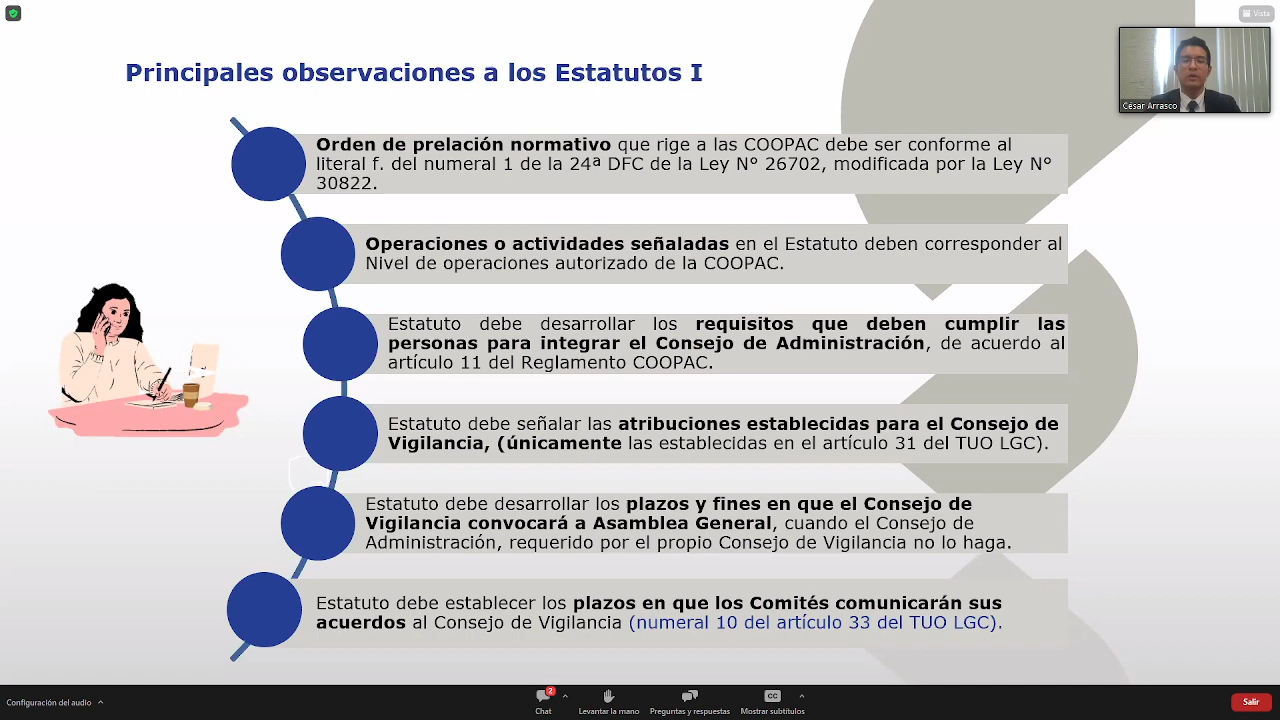 Vista
Principales observaciones a los Estatutos I
César Arrasco
Orden de prelación normativo que rige a las COOPAC debe ser conforme al
literal f. del numeral 1 de la 24ª DFC de la Ley N° 26702, modificada por la Ley N°
30822.
Operaciones o actividades señaladas en el Estatuto deben corresponder al
Nivel de operaciones autorizado de la COOPAC.
Estatuto debe desarrollar los requisitos que deben cumplir las
personas para integrar el Consejo de Administración, de acuerdo al
artículo 11 del Reglamento COOPAC.
Estatuto debe señalar las atribuciones establecidas para el Consejo de
Vigilancia, (únicamente las establecidas en el artículo 31 del TUO LGC).
Estatuto debe desarrollar los plazos y fines en que el Consejo de
Vigilancia convocará a Asamblea General, cuando el Consejo de
Administración, requerido por el propio Consejo de Vigilancia no lo haga.
Estatuto debe establecer los plazos en que los Comités comunicarán sus
acuerdos al Consejo de Vigilancia (numeral 10 del artículo 33 del TUO LGC).
Configuración del audio
2
Chat
Levantar la mano
Preguntas y respuestas
CC
Mostrar subtítulos
Salir